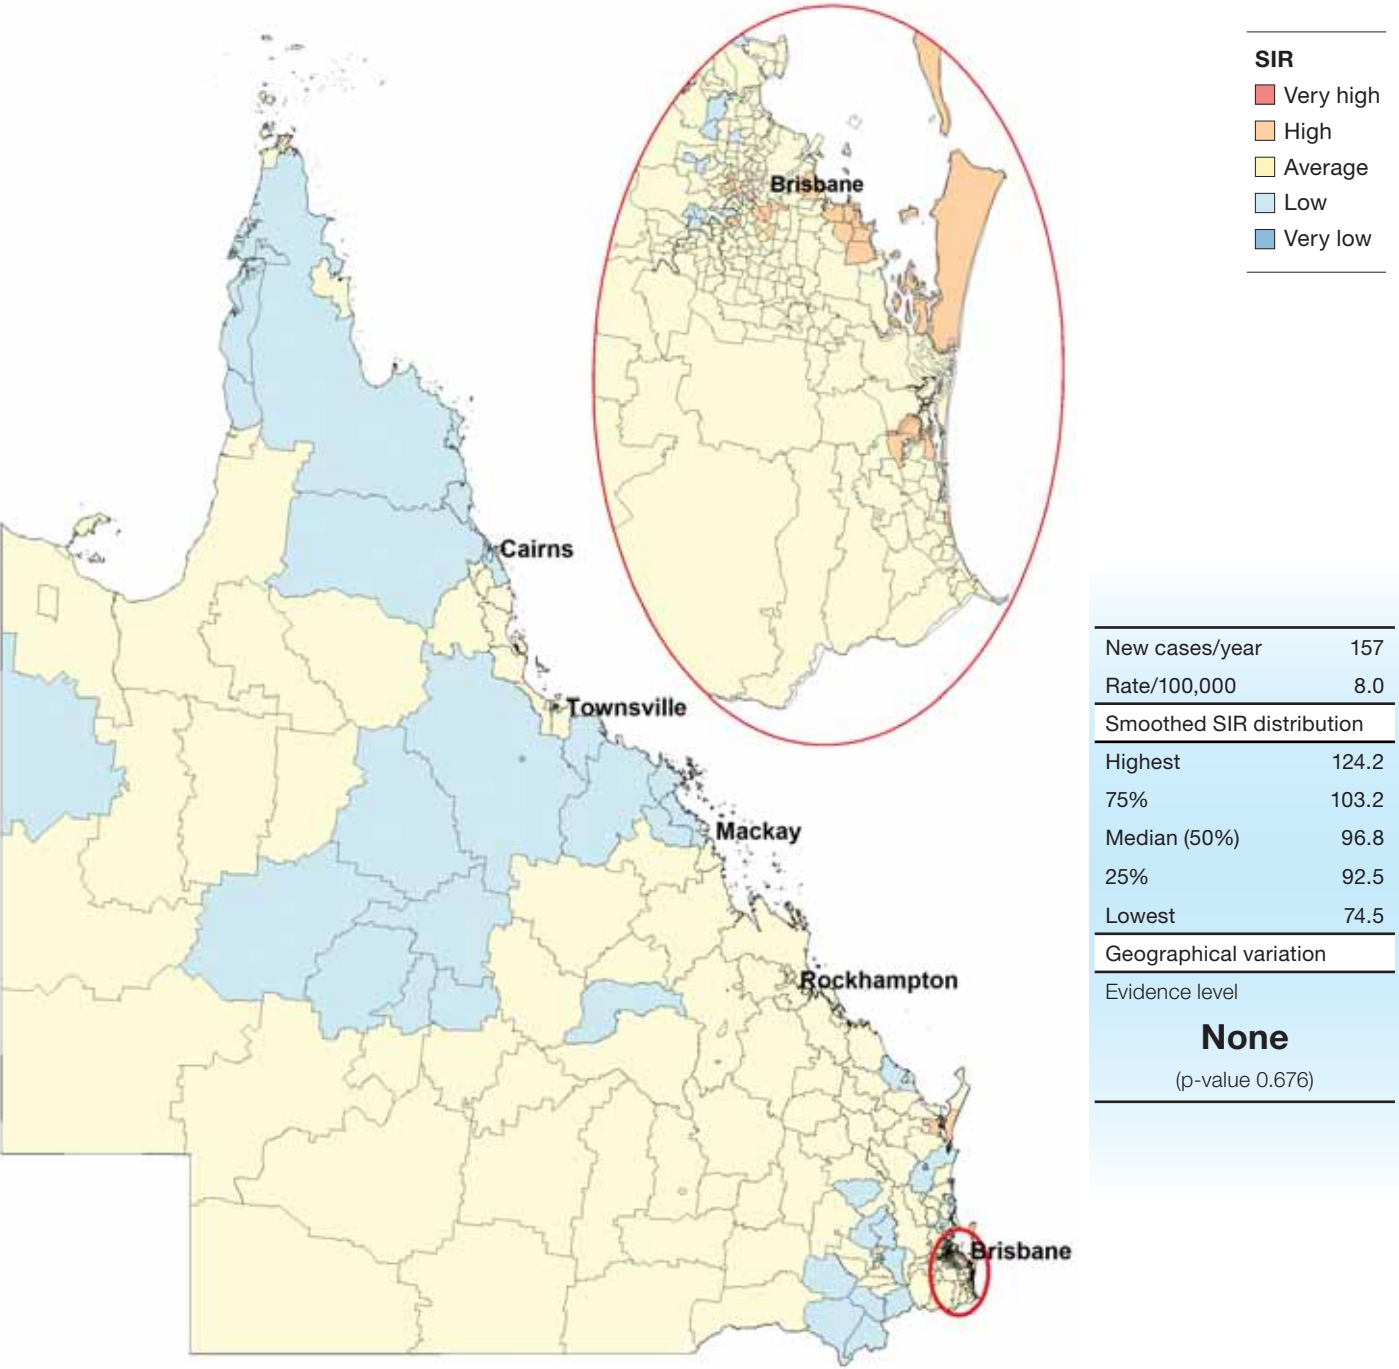 Brisbane
Cairns
Townsville
Mackay
Rockhampton
Brisbane
SIR
Very high
High
Average
Low
Very low
New cases/year 157
Rate/100,000 8.0
Smoothed SIR distribution
Highest 124.2
75% 103.2
Median (50%) 96.8
25% 92.5
Lowest 74.5
Geographical variation
Evidence level
None
(p-value 0.676)